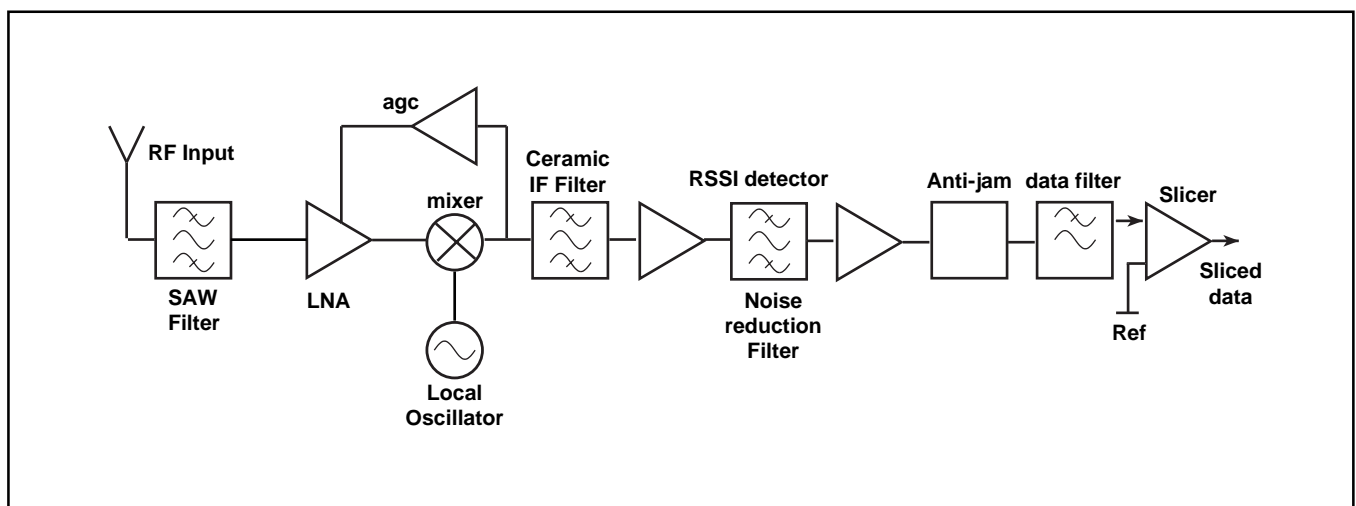 agc
RF Input
Ceramic
IF Filter
RSSI detector
Anti-jam
data filter
Slicer
mixer
SAW
Filter
LNA
Noise
reduction
Filter
Sliced
data
Ref
Local
Oscillator